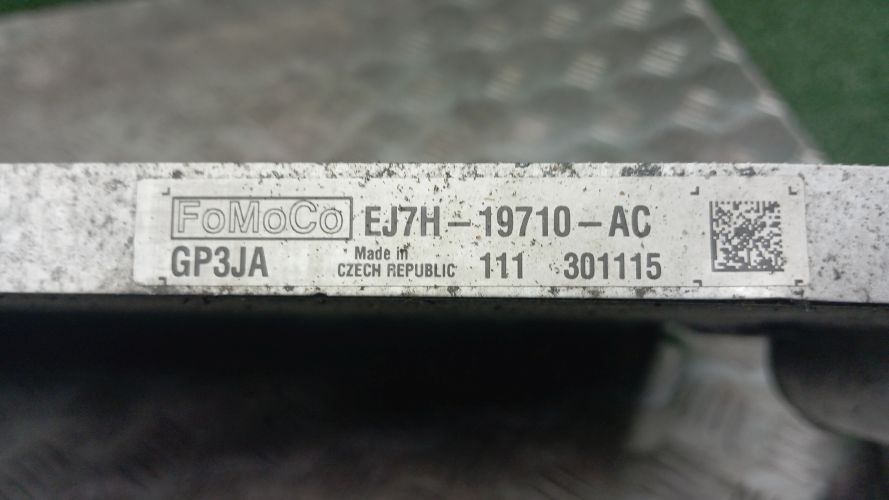 FoMoCo EJ7H-19710-AC
GP3JA Made in CZECH REPUBLIC 111 301115